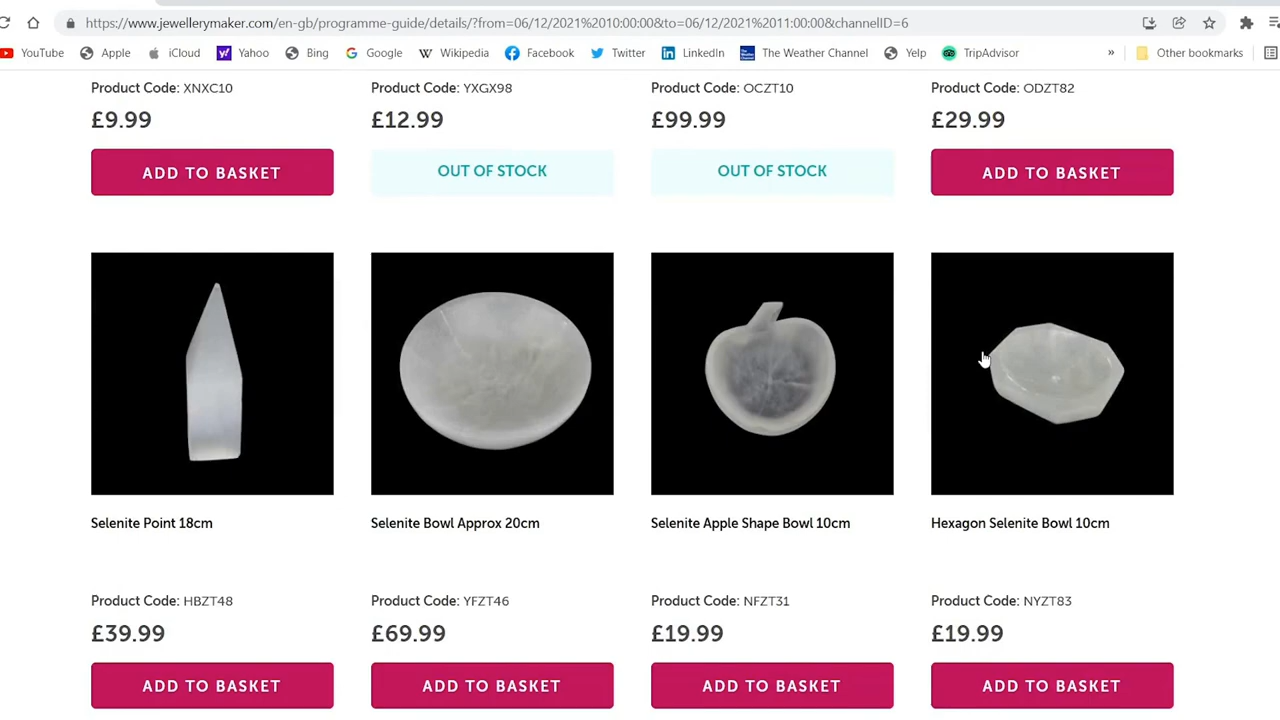 https://www.jewellerymaker.com/en-gb/programme-guide/details/?from=06/12/2021%2010:00:00&to=06/12/2021%2011:00:00&channelID=6
YouTube Apple iCloud Yahoo Bing Google Wikipedia Facebook Twitter LinkedIn The Weather Channel Yelp TripAdvisor » Other bookmarks
Product Code: XNXC10 Product Code: YXGX98 Product Code: OCZT10 Product Code: ODZT82
£9.99 £12.99 £99.99 £29.99
ADD TO BASKET OUT OF STOCK OUT OF STOCK ADD TO BASKET
Selenite Point 18cm Selenite Bowl Approx 20cm Selenite Apple Shape Bowl 10cm Hexagon Selenite Bowl 10cm
Product Code: HBZT48 Product Code: YFZT46 Product Code: NFZT31 Product Code: NYZT83
£39.99 £69.99 £19.99 £19.99
ADD TO BASKET ADD TO BASKET ADD TO BASKET ADD TO BASKET